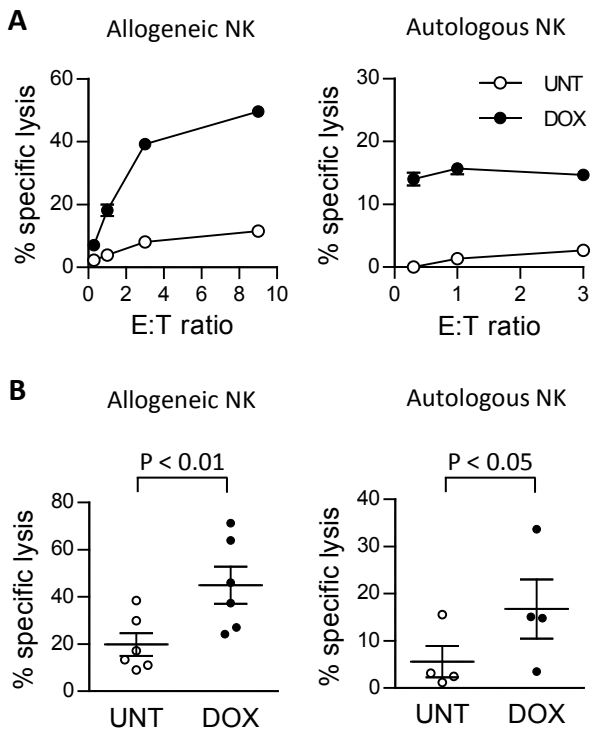 A
Allogeneic NK
Autologous NK
% specific lysis
60
40
20
0
0 2 4 6 8 10
E:T ratio
% specific lysis
30
20
10
0
0 1 2 3
E:T ratio
UNT
DOX
B
Allogeneic NK
Autologous NK
P < 0.01
P < 0.05
% specific lysis
80
60
40
20
0
UNT DOX
% specific lysis
40
30
20
10
0
UNT DOX